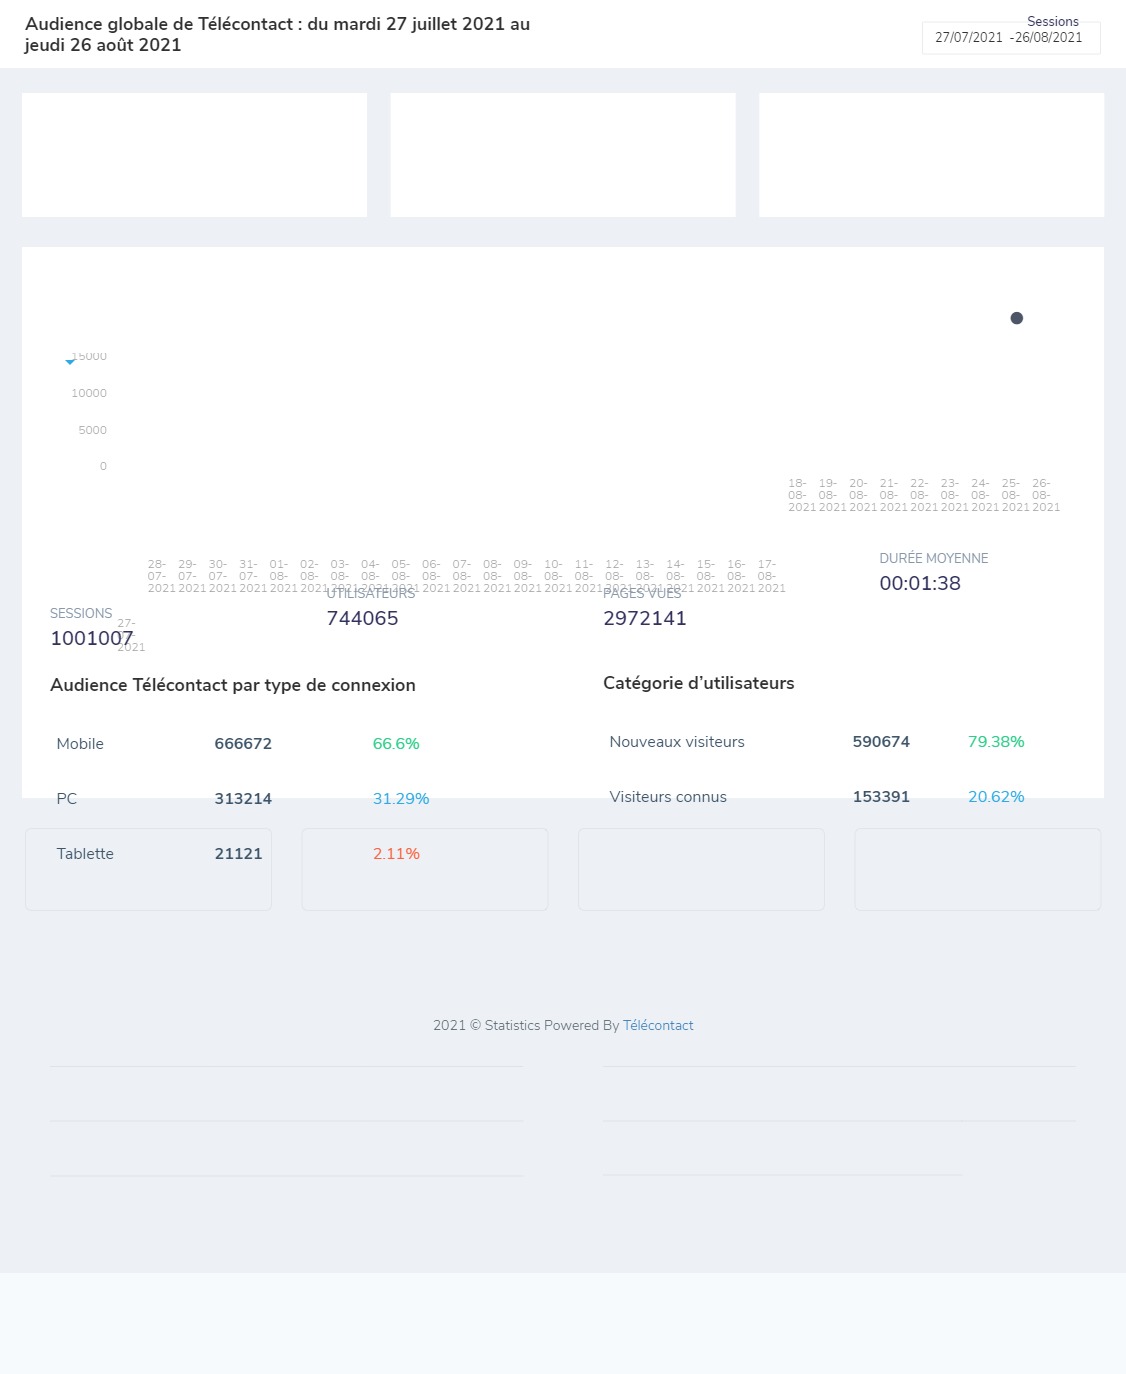 Audience globale de Télécontact : du mardi 27 juillet 2021 au
jeudi 26 août 2021
Sessions
27/07/2021 -26/08/2021
15000
10000
5000
0
18- 19- 20- 21- 22- 23- 24- 25- 26-
08- 08- 08- 08- 08- 08- 08- 08- 08-
2021 2021 2021 2021 2021 2021 2021 2021 2021
28- 29- 30- 31- 01- 02- 03- 04- 05- 06- 07- 08- 09- 10- 11- 12- 13- 14- 15- 16- 17-
07- 07- 07- 07- 08- 08- 08- 08- 08- 08- 08- 08- 08- 08- 08- 08- 08- 08- 08- 08- 08-
2021 2021 2021 2021 2021 2021 2021 2021 2021 2021 2021 2021 2021 2021 2021 2021 2021 2021 2021 2021 2021
SESSIONS
1001007
27-
07-
2021
UTILISATEURS
744065
PAGES VUES
2972141
DURÉE MOYENNE
00:01:38
Audience Télécontact par type de connexion
Mobile 666672 66.6%
PC 313214 31.29%
Tablette 21121 2.11%
Catégorie d’utilisateurs
Nouveaux visiteurs 590674 79.38%
Visiteurs connus 153391 20.62%
2021 © Statistics Powered By Télécontact